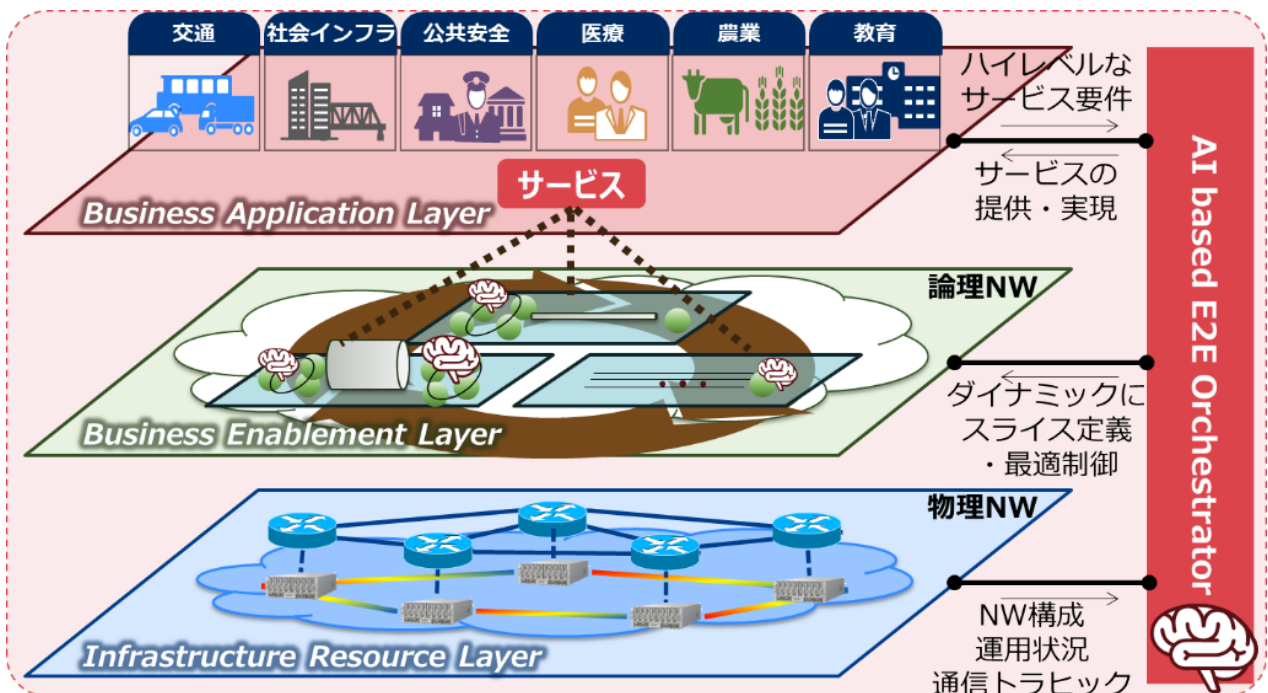 交通
社会インフラ
公共安全
医療
農業
教育
ハイレベルな
サービス要件
サービスの
提供・実現
サービス
Business Application Layer
論理NW
ダイナミックに
スライス定義
・最適制御
Business Enablement Layer
物理NW
NW構成
運用状況
通信トラヒック
Infrastructure Resource Layer
AI based E2E Orchestrator